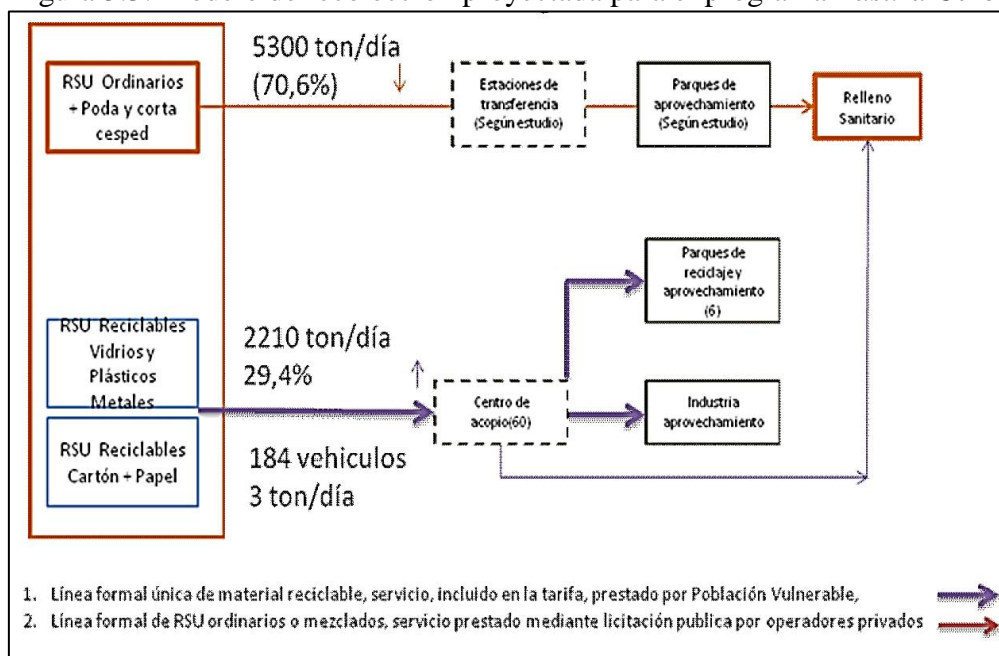 5300 ton/día
(70,6%)
RSU Ordinarios
+ Poda y corta
cesped
Estaciones de
transferencia
(Según estudio)
Parques de
aprovechamiento
(Según estudio)
Relleno
Sanitario
Parques de
reciclaje y
aprovechamiento
(6)
RSU Reciclables
Vidrios y
Plásticos
Metales
2210 ton/día
29,4%
Centro de
acopio(60)
Industria
aprovechamiento
RSU Reciclables
Cartón + Papel
184 vehiculos
3 ton/día
1. Línea formal única de material reciclable, servicio, incluido en la tarifa, prestado por Población Vulnerable,
2. Línea formal de RSU ordinarios o mezclados, servicio prestado mediante licitación publica por operadores privados